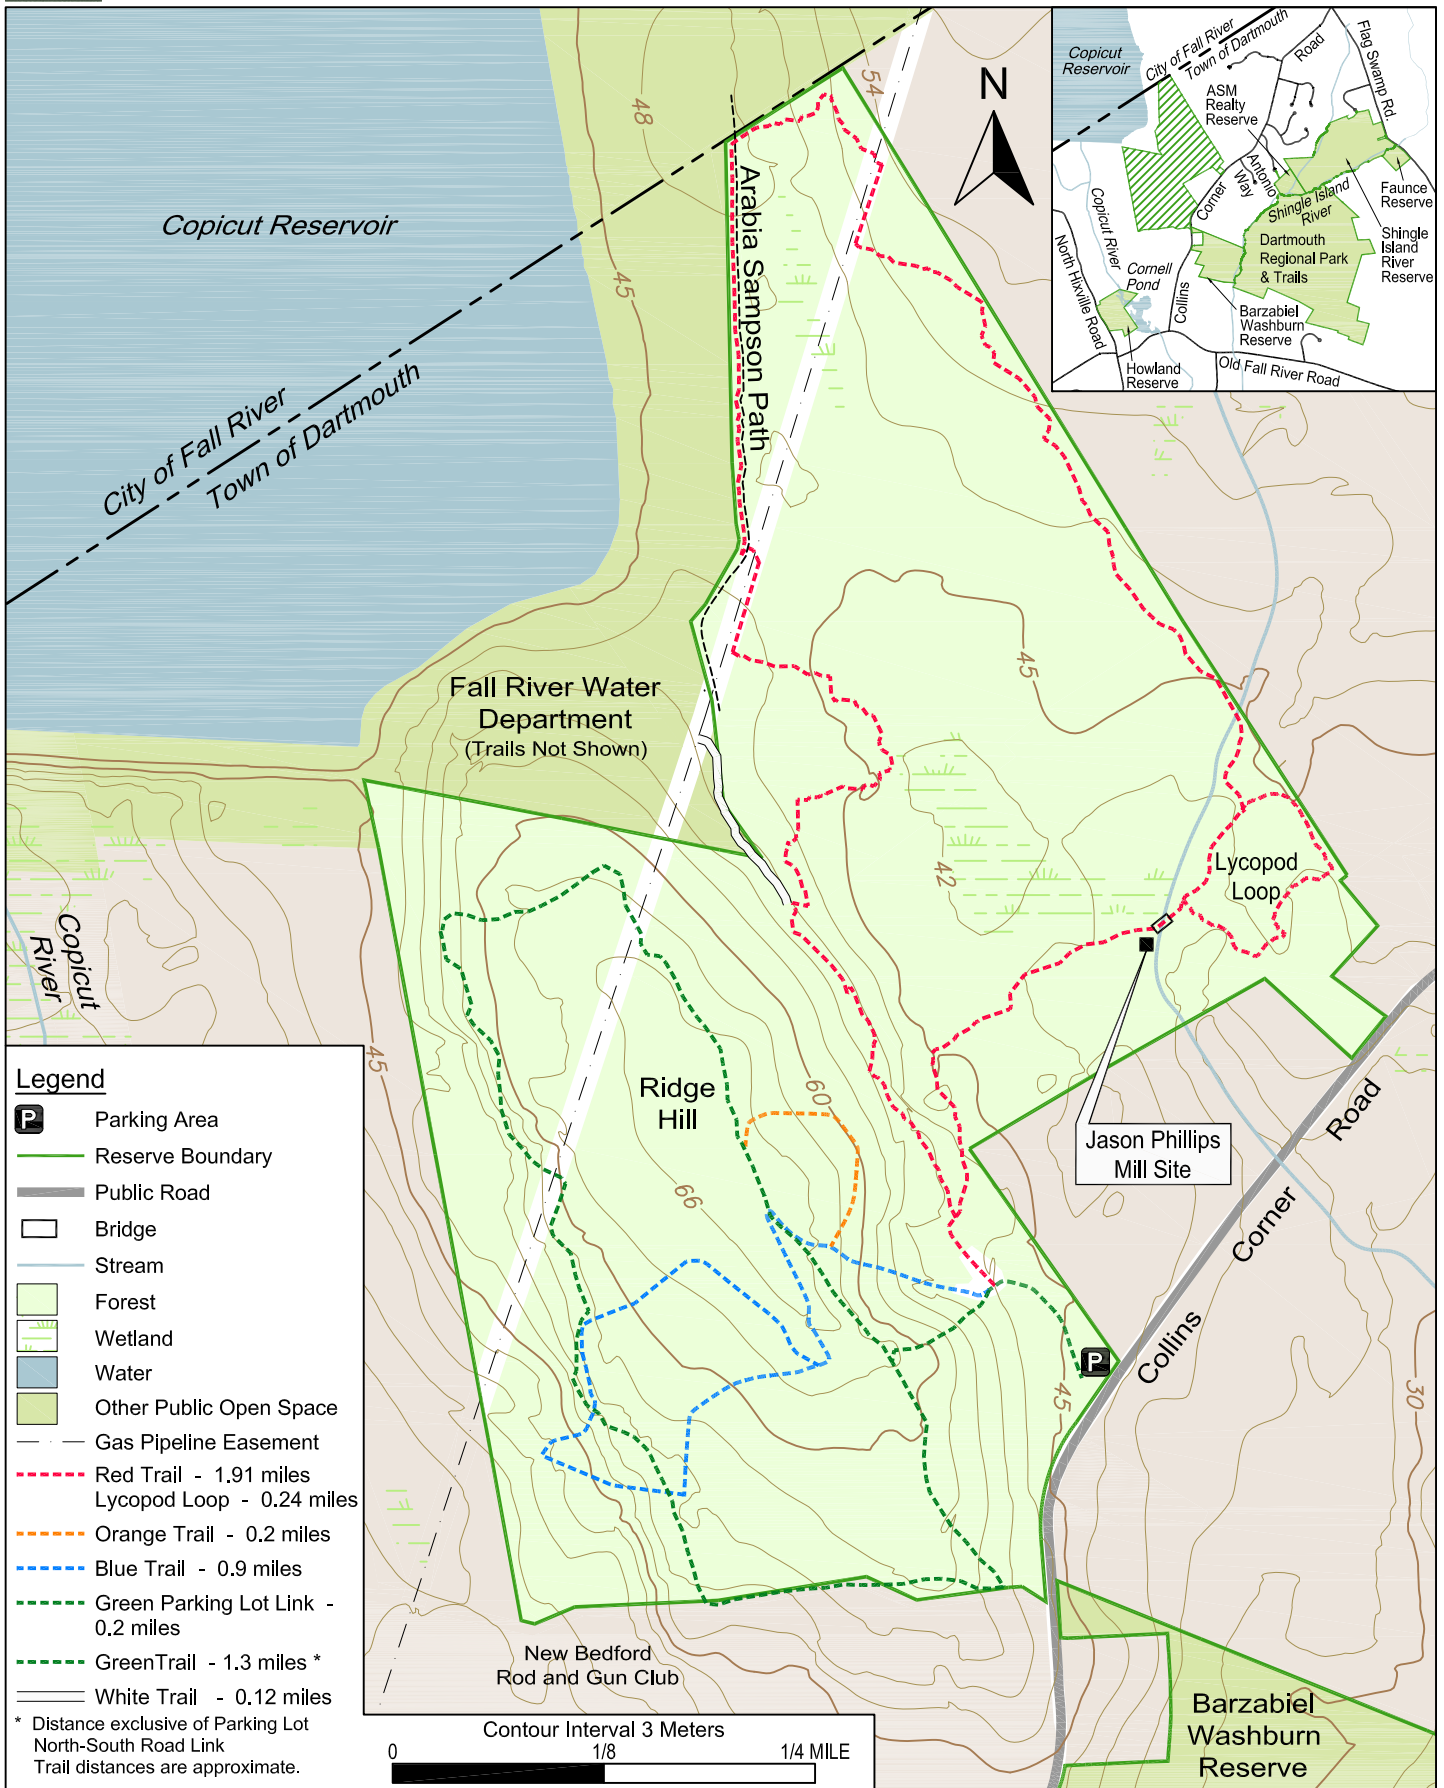 Copicut Reservoir
City of Fall River
Town of Dartmouth
48
54
45
N
Arabia Sampson Path
Copicut
Reservoir
City of Fall River
Town of Dartmouth
Road
Flag Swamp Rd.
ASM
Realty
Reserve
Antonio
Way
Corner
Shingle Island
River
Faunce
Reserve
Shingle
Island
River
Reserve
Dartmouth
Regional Park
& Trails
Copicut River
North Hixville Road
Cornell
Pond
Collins
Barzabiel
Washburn
Reserve
Howland
Reserve
Old Fall River Road
Fall River Water
Department
(Trails Not Shown)
45
42
Lycopod
Loop
Copicut
River
45
Ridge
Hill
60
66
Jason Phillips
Mill Site
Collins
Corner
Road
P
45
30
New Bedford
Rod and Gun Club
Barzabiel
Washburn
Reserve
Legend
P Parking Area
Reserve Boundary
Public Road
Bridge
Stream
Forest
Wetland
Water
Other Public Open Space
Gas Pipeline Easement
Red Trail - 1.91 miles
Lycopod Loop - 0.24 miles
Orange Trail - 0.2 miles
Blue Trail - 0.9 miles
Green Parking Lot Link -
0.2 miles
GreenTrail - 1.3 miles *
White Trail - 0.12 miles
* Distance exclusive of Parking Lot
North-South Road Link
Trail distances are approximate.
Contour Interval 3 Meters
0 1/8 1/4 MILE